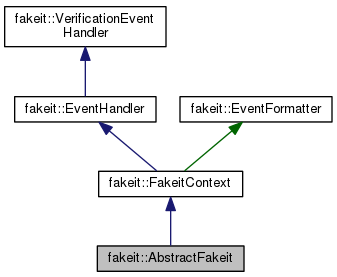 fakeit::VerificationEvent
Handler
fakeit::EventHandler
fakeit::EventFormatter
fakeit::FakeitContext
fakeit::AbstractFakeit